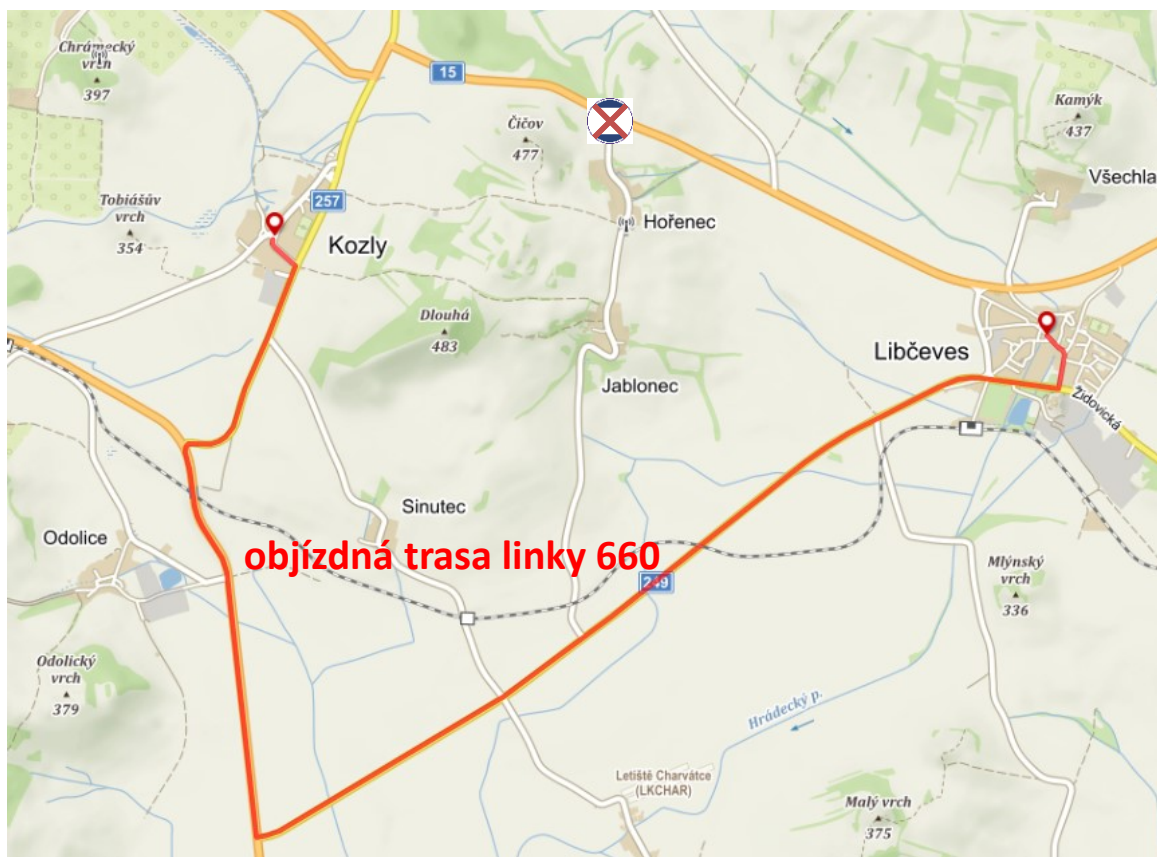 Chrámecký
vrch
397
15
Čičov
477
Kamýk
437
Všechla
Tobiášův
vrch
354
257
Kozly
Hořenec
Dlouhá
483
Libčeves
Jablonec
Židovická
Sinutec
Odolice
objízdná trasa linky 660
249
Mlýnský
vrch
336
Odolický
vrch
379
Hrádecký p.
Letiště Charvátce
(LKCHAR)
Malý vrch
375